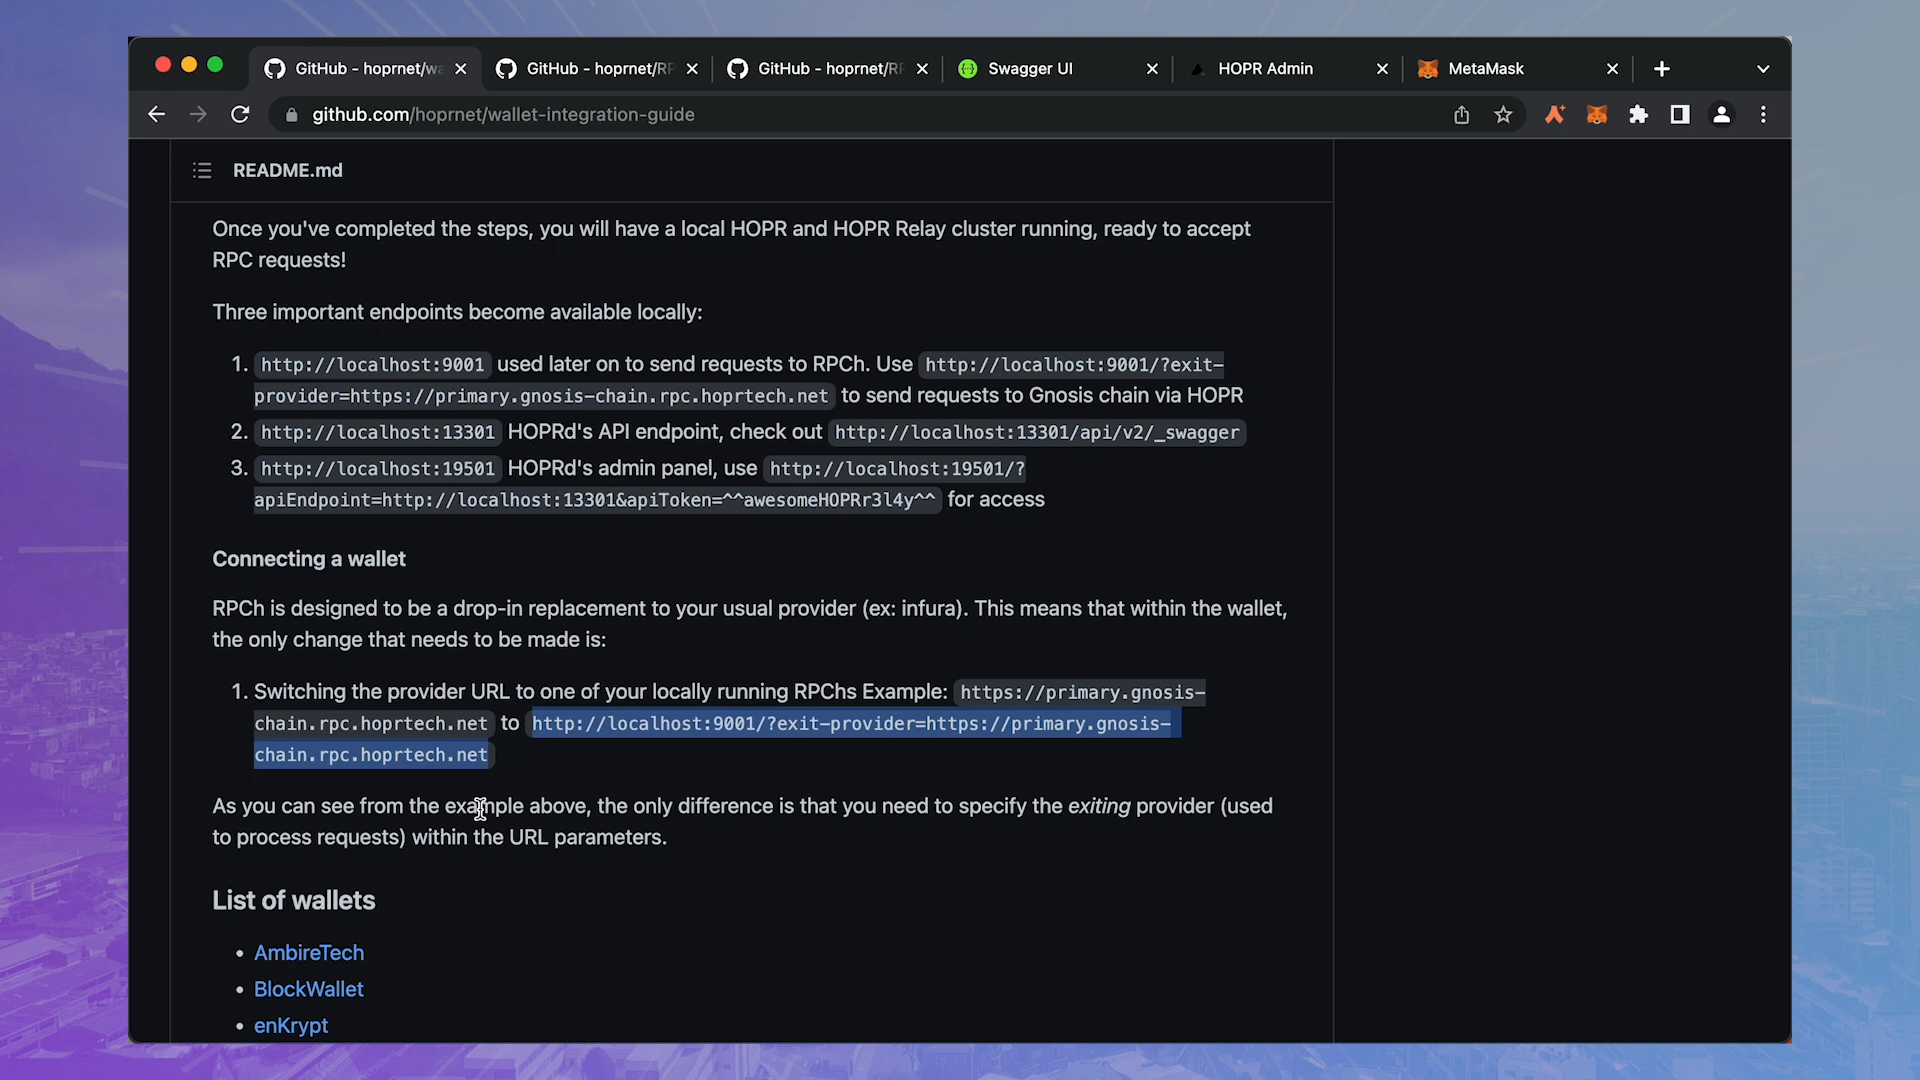 GitHub - hoprnet/wa
GitHub - hoprnet/RP
GitHub - hoprnet/RP
Swagger UI
HOPR Admin
MetaMask
github.com/hoprnet/wallet-integration-guide
README.md
Once you've completed the steps, you will have a local HOPR and HOPR Relay cluster running, ready to accept
RPC requests!
Three important endpoints become available locally:
1. http://localhost:9001 used later on to send requests to RPCh. Use http://localhost:9001/?exit-
provider=https://primary.gnosis-chain.rpc.hoprtech.net to send requests to Gnosis chain via HOPR
2. http://localhost:13301 HOPRd's API endpoint, check out http://localhost:13301/api/v2/_swagger
3. http://localhost:19501 HOPRd's admin panel, use http://localhost:19501/?
apiEndpoint=http://localhost:13301&apiToken=^^awesomeHOPRr3l4y^^ for access
Connecting a wallet
RPCh is designed to be a drop-in replacement to your usual provider (ex: infura). This means that within the wallet,
the only change that needs to be made is:
1. Switching the provider URL to one of your locally running RPChs Example: https://primary.gnosis-
chain.rpc.hoprtech.net to http://localhost:9001/?exit-provider=https://primary.gnosis-
chain.rpc.hoprtech.net
As you can see from the example above, the only difference is that you need to specify the exiting provider (used
to process requests) within the URL parameters.
List of wallets
• AmbireTech
• BlockWallet
• enKrypt